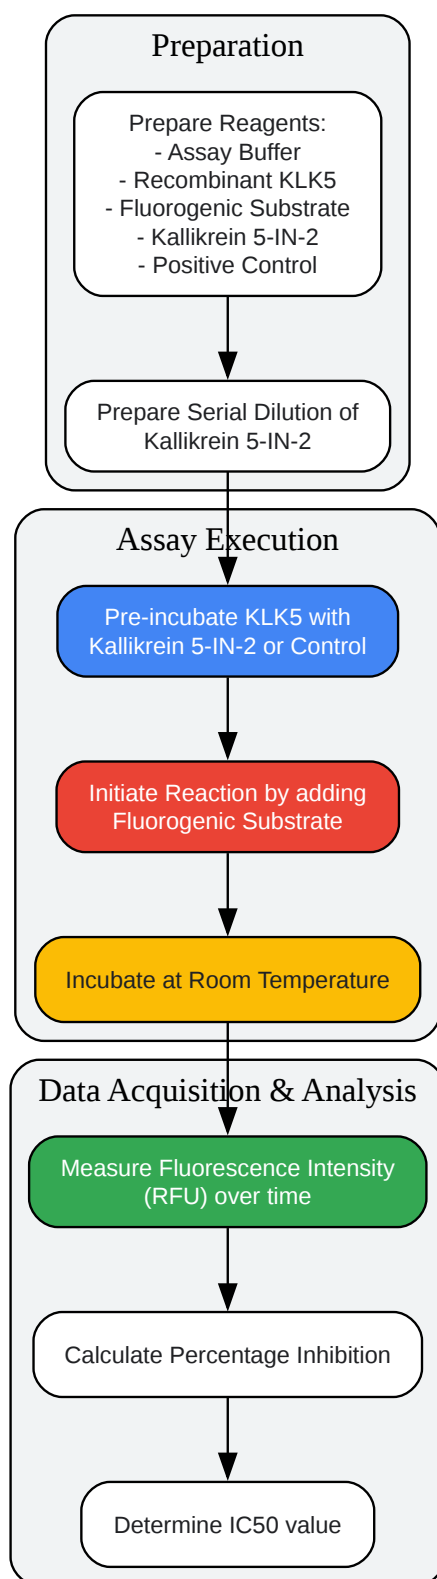 Preparation
Prepare Reagents:
- Assay Buffer
- Recombinant KLK5
- Fluorogenic Substrate
- Kallikrein 5-IN-2
- Positive Control
Prepare Serial Dilution of
Kallikrein 5-IN-2
Assay Execution
Pre-incubate KLK5 with
Kallikrein 5-IN-2 or Control
Initiate Reaction by adding
Fluorogenic Substrate
Incubate at Room Temperature
Data Acquisition & Analysis
Measure Fluorescence Intensity
(RFU) over time
Calculate Percentage Inhibition
Determine IC50 value